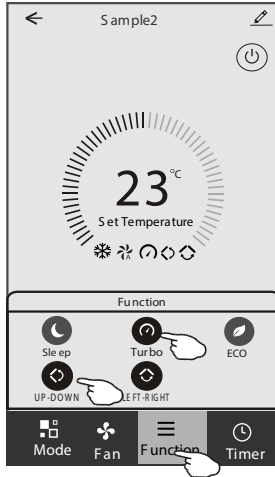 Sample2
23°C
Set Temperature
A
Function
Sleep Turbo ECO
UP-DOWN LEFT-RIGHT
Mode Fan Function Timer